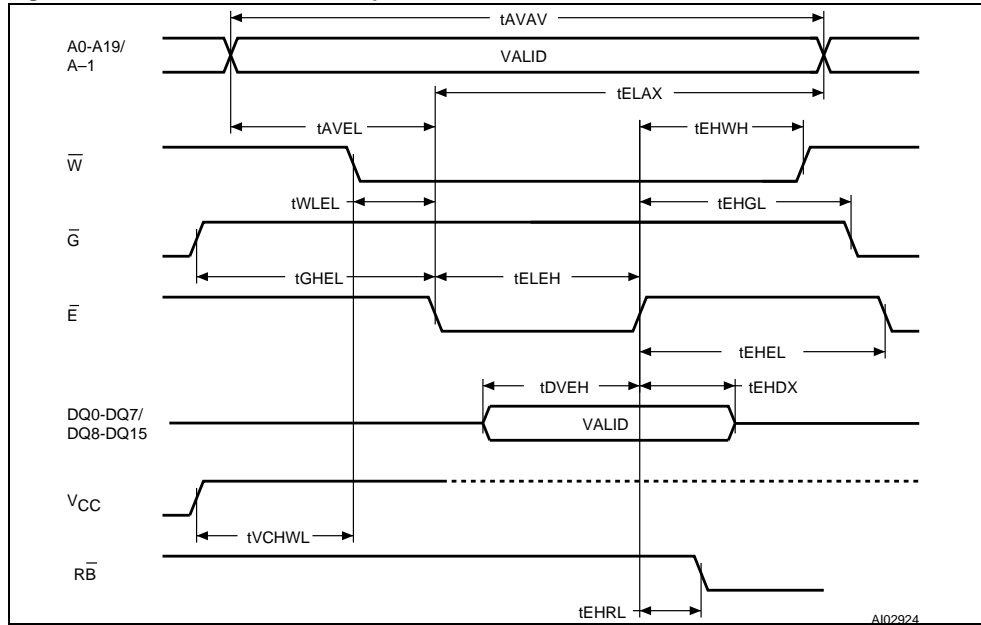 tAVAV
A0-A19/
A–1
VALID
tELAX
tAVEL
tEHWH
W̅
tWLEL
tEHGL
G̅
tGHEL
tELEH
E̅
tEHEL
tDVEH
tEHDX
DQ0-DQ7/
DQ8-DQ15
VALID
VCC
tVCHWL
RB̅
tEHRL
AI02924